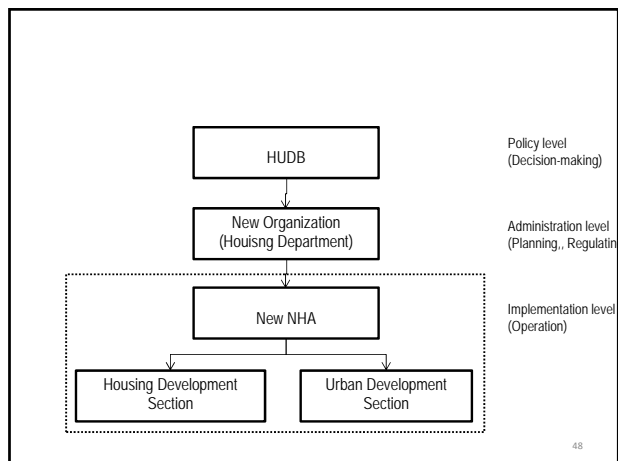 HUDB
Policy level
(Decision-making)
New Organization
(Houisng Department)
Administration level
(Planning,, Regulatin
New NHA
Implementation level
(Operation)
Housing Development
Section
Urban Development
Section
48